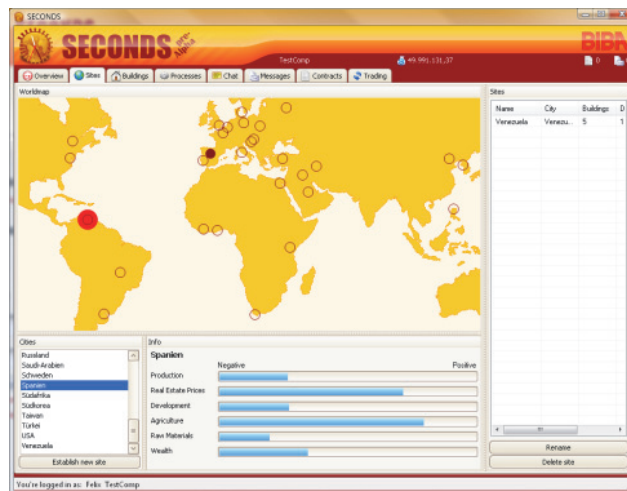 SECONDS
SECONDS pre-Alpha
BIBA
TestComp
49.991.131,37
0
Overview
Sites
Buildings
Processes
Chat
Messages
Contracts
Trading
Worldmap
Sites
Name City Buildings D
Venezuela Venezu... 5 1
Cities
Russland
Saudi-Arabien
Schweden
Spanien
Südafrika
Südkorea
Taiwan
Türkei
USA
Venezuela
Establish new site
Info
Spanien
Negative Positive
Production
Real Estate Prices
Development
Agriculture
Raw Materials
Wealth
Rename
Delete site
You're logged in as: Felix TestComp